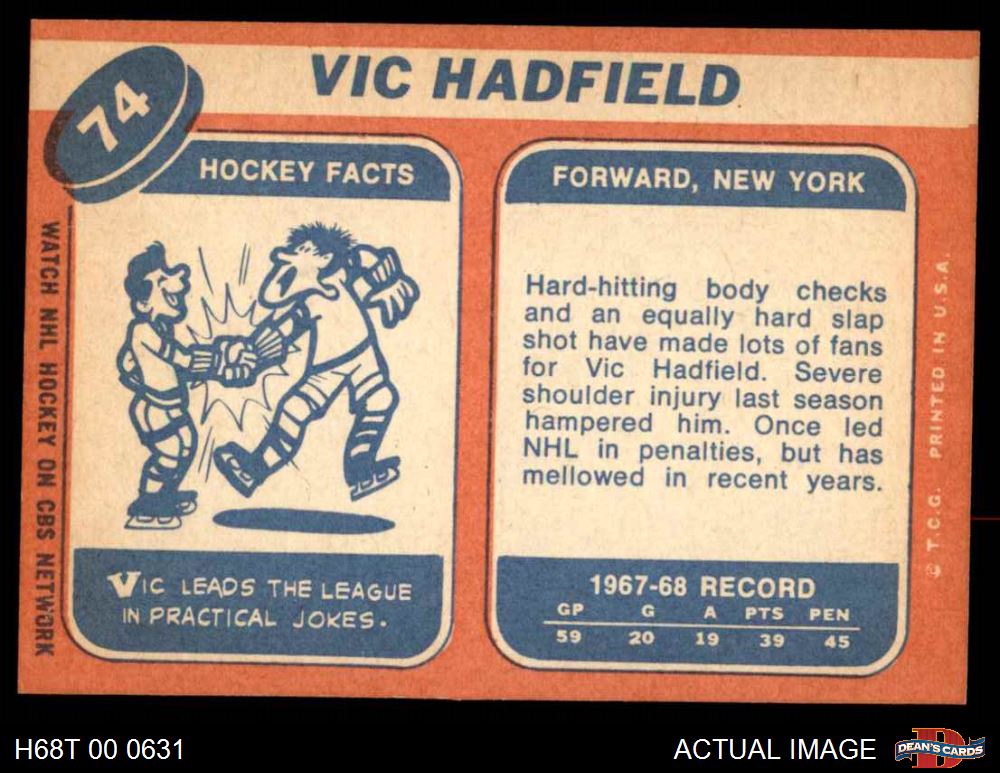 VIC HADFIELD
74
HOCKEY FACTS
VIC LEADS THE LEAGUE
IN PRACTICAL JOKES.
FORWARD, NEW YORK
Hard-hitting body checks
and an equally hard slap
shot have made lots of fans
for Vic Hadfield. Severe
shoulder injury last season
hampered him. Once led
NHL in penalties, but has
mellowed in recent years.
1967-68 RECORD
GP G A PTS PEN
59 20 19 39 45
WATCH NHL HOCKEY ON CBS NETWORK
© T.C.G. PRINTED IN U.S.A.
H68T 00 0631
ACTUAL IMAGE
D
DEAN'S CARDS